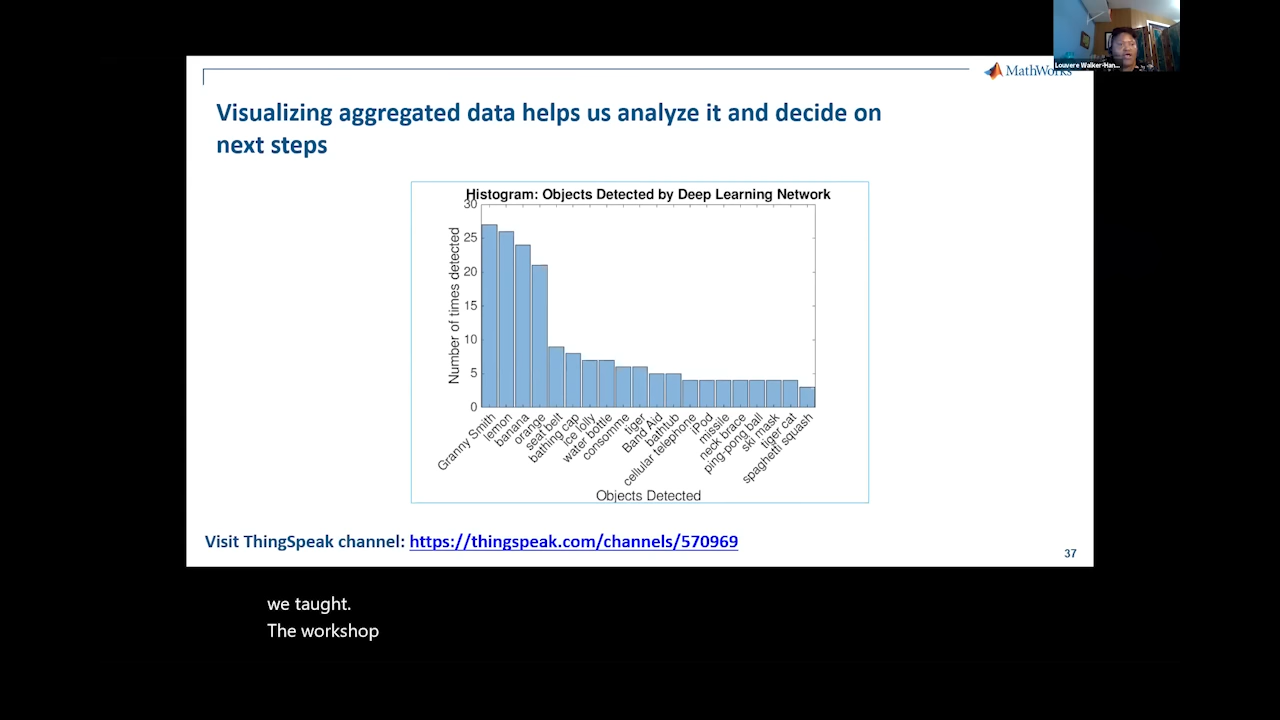 Louvere Walker-Han...
MathWorks
Visualizing aggregated data helps us analyze it and decide on
next steps
Histogram: Objects Detected by Deep Learning Network
Number of times detected
30
25
20
15
10
5
0
Granny Smith
lemon
banana
orange
seat belt
bathing cap
ice lolly
water bottle
consomme
tiger
Band Aid
bathtub
cellular telephone
iPod
missile
neck brace
ping-pong ball
ski mask
tiger cat
spaghetti squash
Objects Detected
Visit ThingSpeak channel: https://thingspeak.com/channels/570969
37
we taught.
The workshop